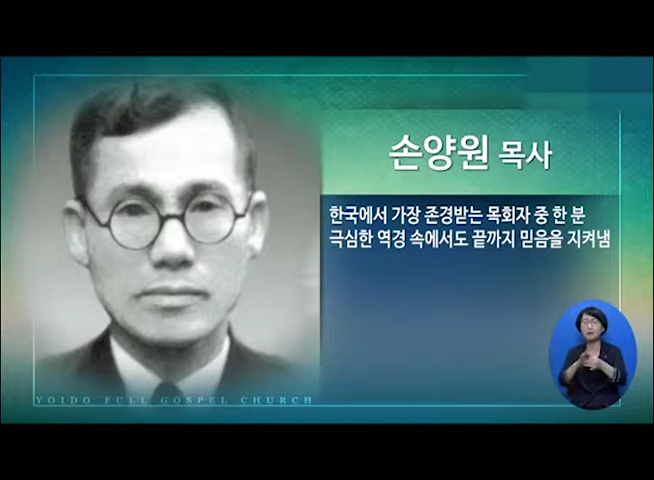 손양원 목사
한국에서 가장 존경받는 목회자 중 한 분
극심한 역경 속에서도 끝까지 믿음을 지켜냄
YOIDO FULL GOSPEL CHURCH